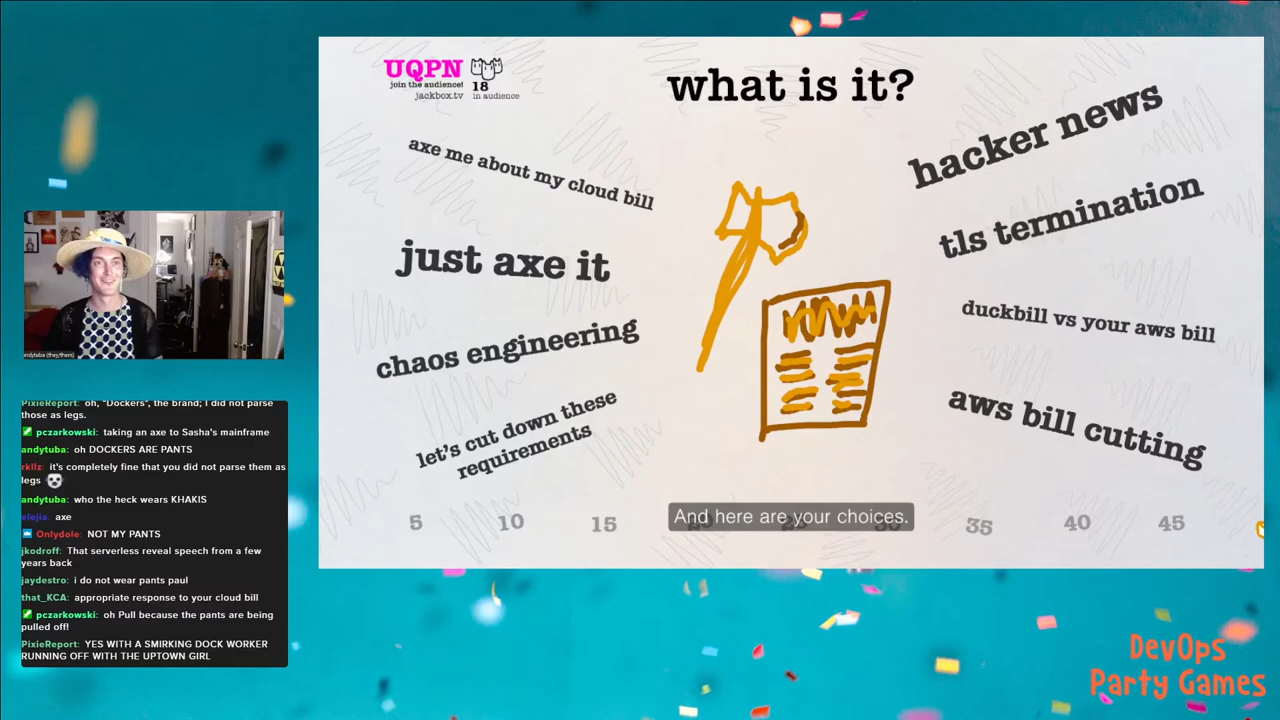 UQPN
join the audience!
jackbox.tv
18
in audience
what is it?
axe me about my cloud bill
just axe it
chaos engineering
let's cut down these
requirements
hacker news
tls termination
duckbill vs your aws bill
aws bill cutting
And here are your choices.
5 10 15 35 40 45
andytuba (they/them)
PixieReport: oh, "Dockers", the brand; I did not parse
those as legs.
pczarkowski: taking an axe to Sasha's mainframe
andytuba: oh DOCKERS ARE PANTS
rkllz: it's completely fine that you did not parse them as
legs
andytuba: who the heck wears KHAKIS
elejia: axe
Onlydole: NOT MY PANTS
jkodroff: That serverless reveal speech from a few
years back
jaydestro: i do not wear pants paul
that_KCA: appropriate response to your cloud bill
pczarkowski: oh Pull because the pants are being
pulled off!
PixieReport: YES WITH A SMIRKING DOCK WORKER
RUNNING OFF WITH THE UPTOWN GIRL
DevOps
Party Games